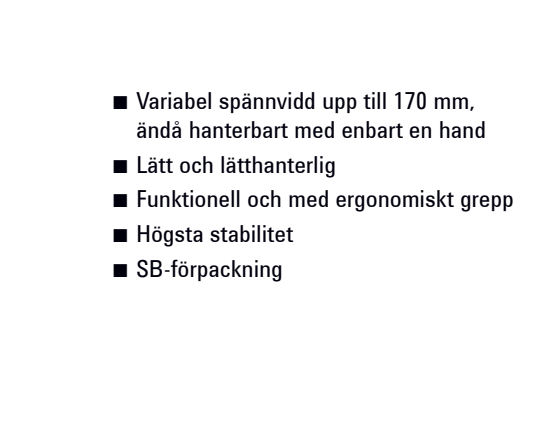 ■ Variabel spännvidd upp till 170 mm,
ändå hanterbart med enbart en hand
■ Lätt och lätthanterlig
■ Funktionell och med ergonomiskt grepp
■ Högsta stabilitet
■ SB-förpackning